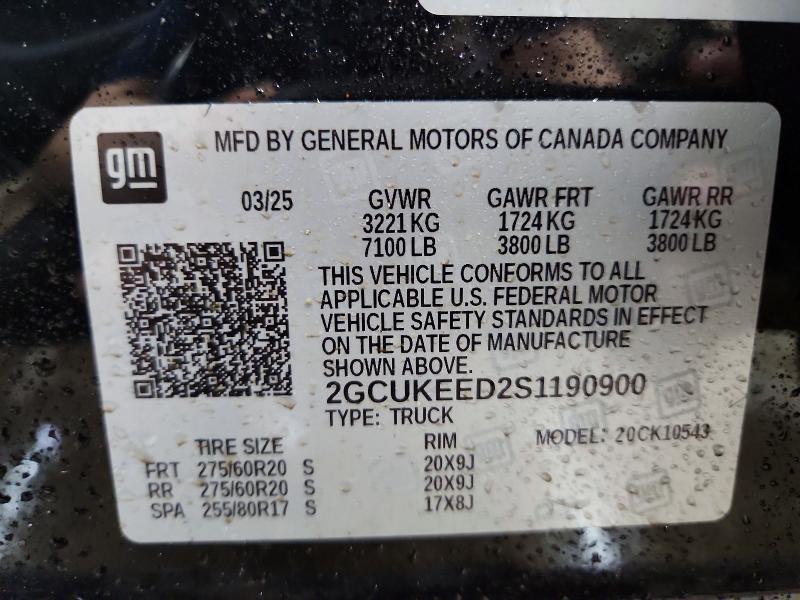 gm
MFD BY GENERAL MOTORS OF CANADA COMPANY
03/25 GVWR GAWR FRT GAWR RR
3221 KG 1724 KG 1724 KG
7100 LB 3800 LB 3800 LB
THIS VEHICLE CONFORMS TO ALL
APPLICABLE U.S. FEDERAL MOTOR
VEHICLE SAFETY STANDARDS IN EFFECT
ON THE DATE OF MANUFACTURE
SHOWN ABOVE.
2GCUKEED2S1190900
TYPE: TRUCK
MODEL: 20CK10543
TIRE SIZE RIM
FRT 275/60R20 S 20X9J
RR 275/60R20 S 20X9J
SPA 255/80R17 S 17X8J